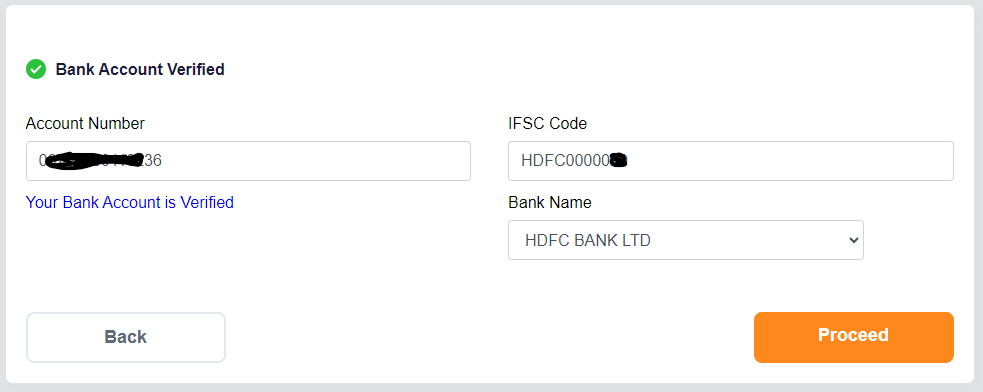 Bank Account Verified
Account Number
IFSC Code
HDFC00000
Your Bank Account is Verified
Bank Name
HDFC BANK LTD
Back
Proceed